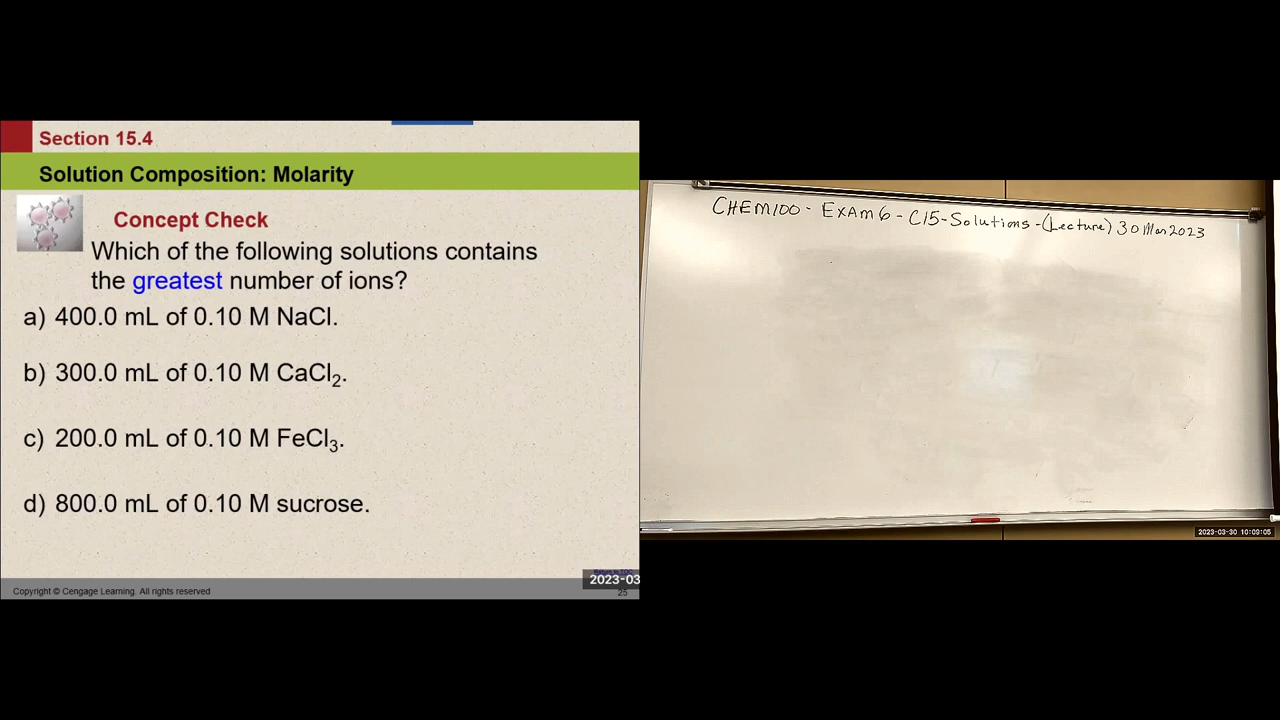 Section 15.4
Solution Composition: Molarity
Concept Check
Which of the following solutions contains
the greatest number of ions?
a) 400.0 mL of 0.10 M NaCl.
b) 300.0 mL of 0.10 M CaCl₂.
c) 200.0 mL of 0.10 M FeCl₃.
d) 800.0 mL of 0.10 M sucrose.
2023-03
Copyright © Cengage Learning. All rights reserved
25
CHEM100 - EXAM 6 - C15-Solutions - (Lecture) 30 Mar 2023
2023-03-30 10:09:05